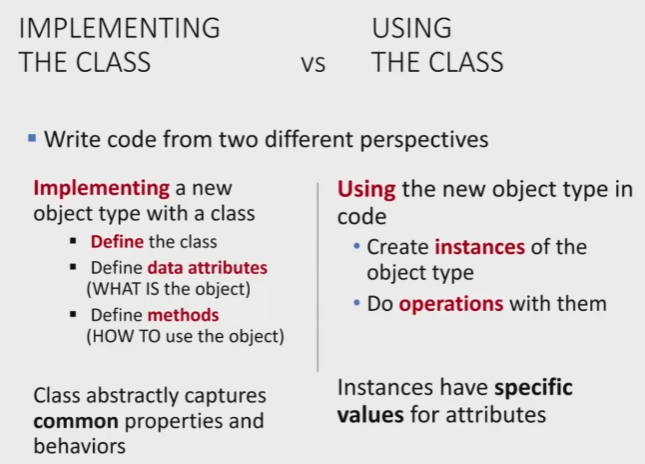 IMPLEMENTING
THE CLASS
vs
USING
THE CLASS
▪ Write code from two different perspectives
Implementing a new
object type with a class
▪ Define the class
▪ Define data attributes
(WHAT IS the object)
▪ Define methods
(HOW TO use the object)
Class abstractly captures
common properties and
behaviors
Using the new object type in
code
• Create instances of the
object type
• Do operations with them
Instances have specific
values for attributes